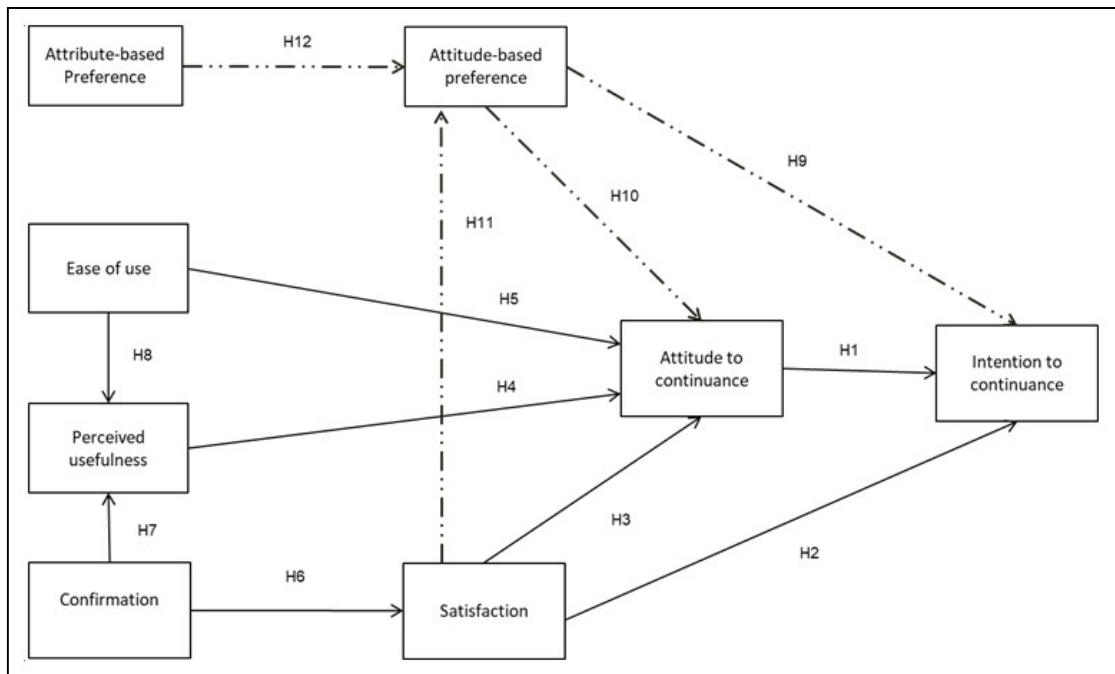 Attribute-based
Preference
H12
Attitude-based
preference
H9
H10
H11
Ease of use
H5
H8
Attitude to
continuance
H1
Intention to
continuance
H4
Perceived
usefulness
H7
H3
H2
H6
Confirmation
Satisfaction